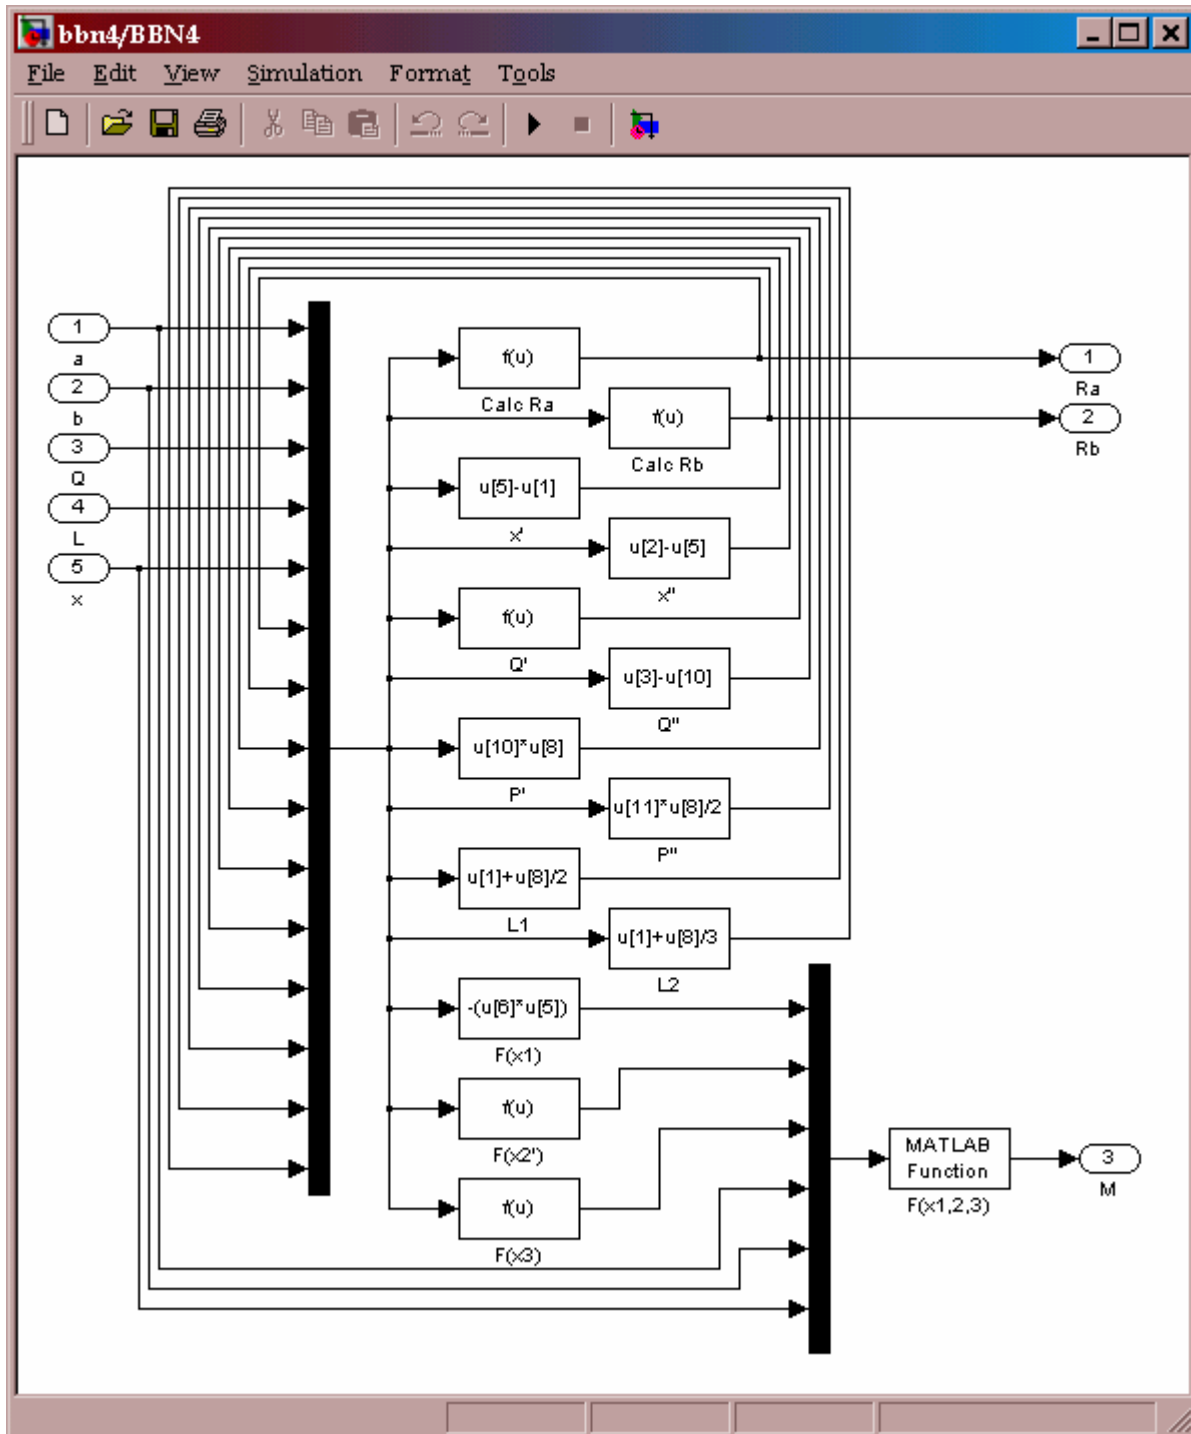 bbn4/BBN4
File Edit View Simulation Format Tools
1
a
2
b
3
Q
4
L
5
x
f(u)
Calc Ra
f(u)
Calc Rb
u[5]-u[1]
x'
u[2]-u[5]
x"
f(u)
Q'
u[3]-u[10]
Q"
u[10]*u[8]
P'
u[11]*u[8]/2
P"
u[1]+u[8]/2
L1
u[1]+u[8]/3
L2
-(u[6]*u[5])
F(x1)
f(u)
F(x2')
f(u)
F(x3)
MATLAB
Function
F(x1,2,3)
1
Ra
2
Rb
3
M